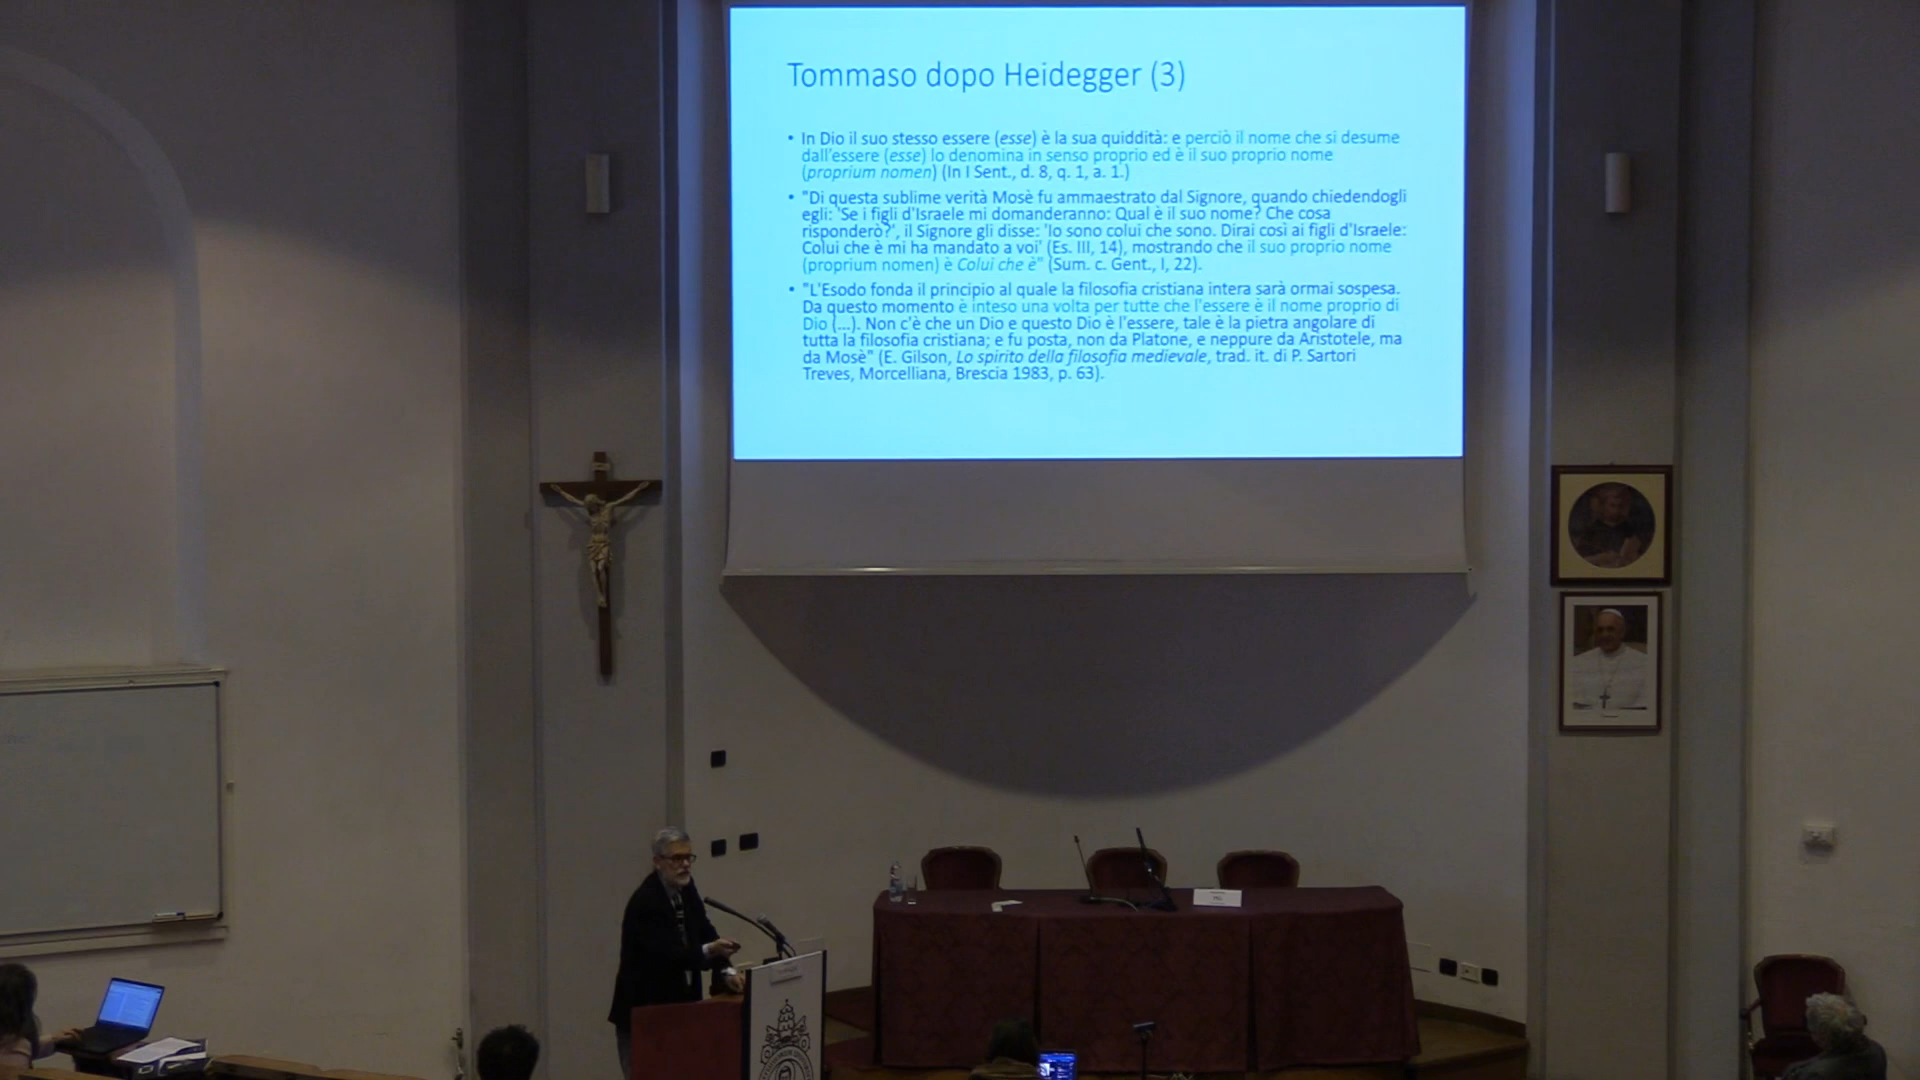 Tommaso dopo Heidegger (3)
• In Dio il suo stesso essere (esse) è la sua quiddità: e perciò il nome che si desume
dall'essere (esse) lo denomina in senso proprio ed è il suo proprio nome
(proprium nomen) (In I Sent., d. 8, q. 1, a. 1.)
• "Di questa sublime verità Mosè fu ammaestrato dal Signore, quando chiedendogli
egli: 'Se i figli d'Israele mi domanderanno: Qual è il suo nome? Che cosa
risponderò?', il Signore gli disse: 'Io sono colui che sono. Dirai così ai figli d'Israele:
Colui che è mi ha mandato a voi' (Es. III, 14), mostrando che il suo proprio nome
(proprium nomen) è Colui che è" (Sum. c. Gent., I, 22).
• "L'Esodo fonda il principio al quale la filosofia cristiana intera sarà ormai sospesa.
Da questo momento è inteso una volta per tutte che l'essere è il nome proprio di
Dio (...). Non c'è che un Dio e questo Dio è l'essere, tale è la pietra angolare di
tutta la filosofia cristiana; e fu posta, non da Platone, e neppure da Aristotele, ma
da Mosè" (E. Gilson, Lo spirito della filosofia medievale, trad. it. di P. Sartori
Treves, Morcelliana, Brescia 1983, p. 63).